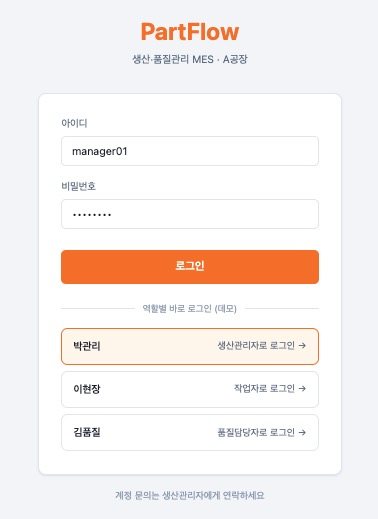 PartFlow
생산·품질관리 MES · A공장
아이디
manager01
비밀번호
••••••••
로그인
역할별 바로 로그인 (데모)
박관리 생산관리자로 로그인 →
이현장 작업자로 로그인 →
김품질 품질담당자로 로그인 →
계정 문의는 생산관리자에게 연락하세요